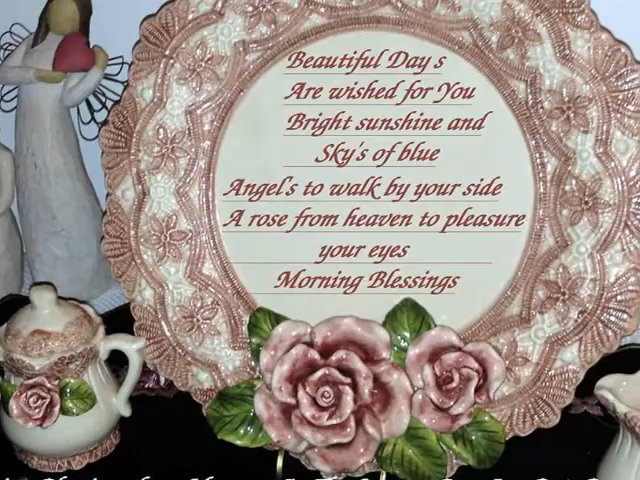 Beautiful Day s
Are wished for You
Bright sunshine and
Sky's of blue
Angel's to walk by your side
A rose from heaven to pleasure
your eyes
Morning Blessings